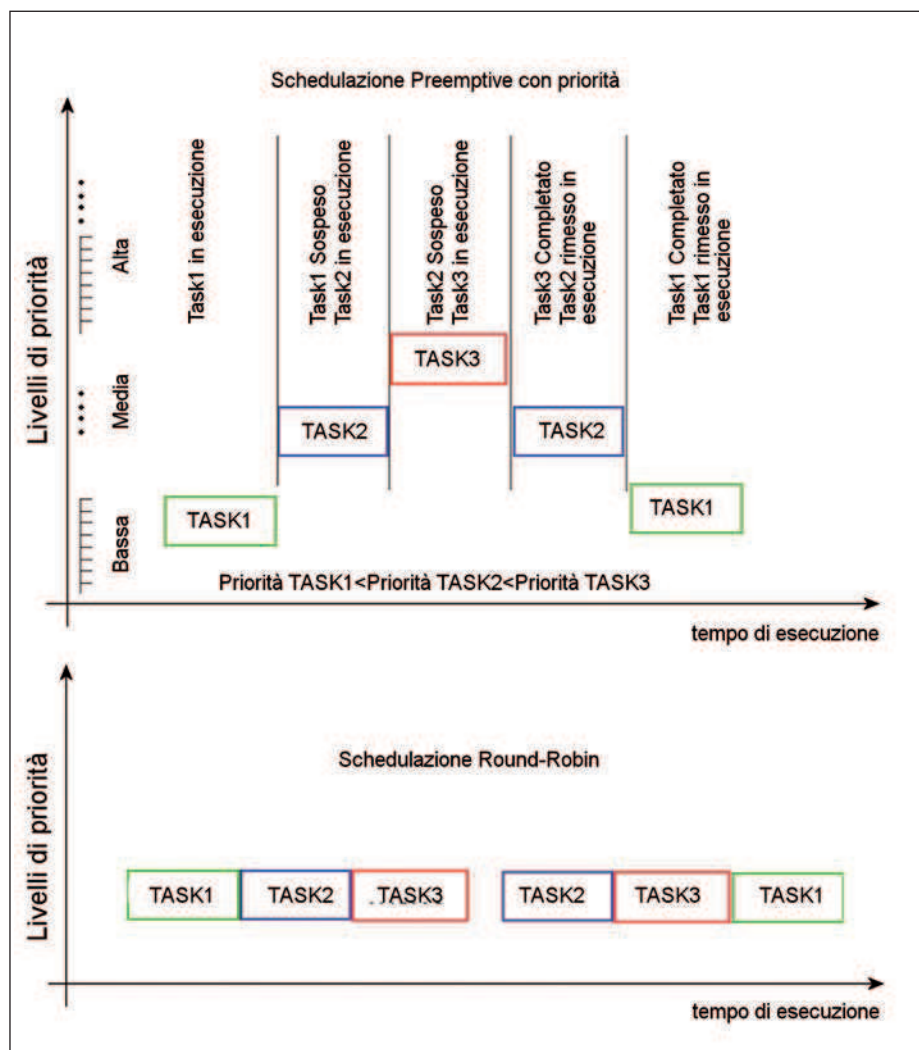 Schedulazione Preemptive con priorità
Livelli di priorità
Alta
Media
Bassa
Task1 in esecuzione
Task1 Sospeso
Task2 in esecuzione
Task2 Sospeso
Task3 in esecuzione
Task3 Completato
Task2 rimesso in
esecuzione
Task1 Completato
Task1 rimesso in
esecuzione
TASK3
TASK2
TASK2
TASK1
TASK1
Priorità TASK1<Priorità TASK2<Priorità TASK3
tempo di esecuzione
Livelli di priorità
Schedulazione Round-Robin
TASK1
TASK2
TASK3
TASK2
TASK3
TASK1
tempo di esecuzione